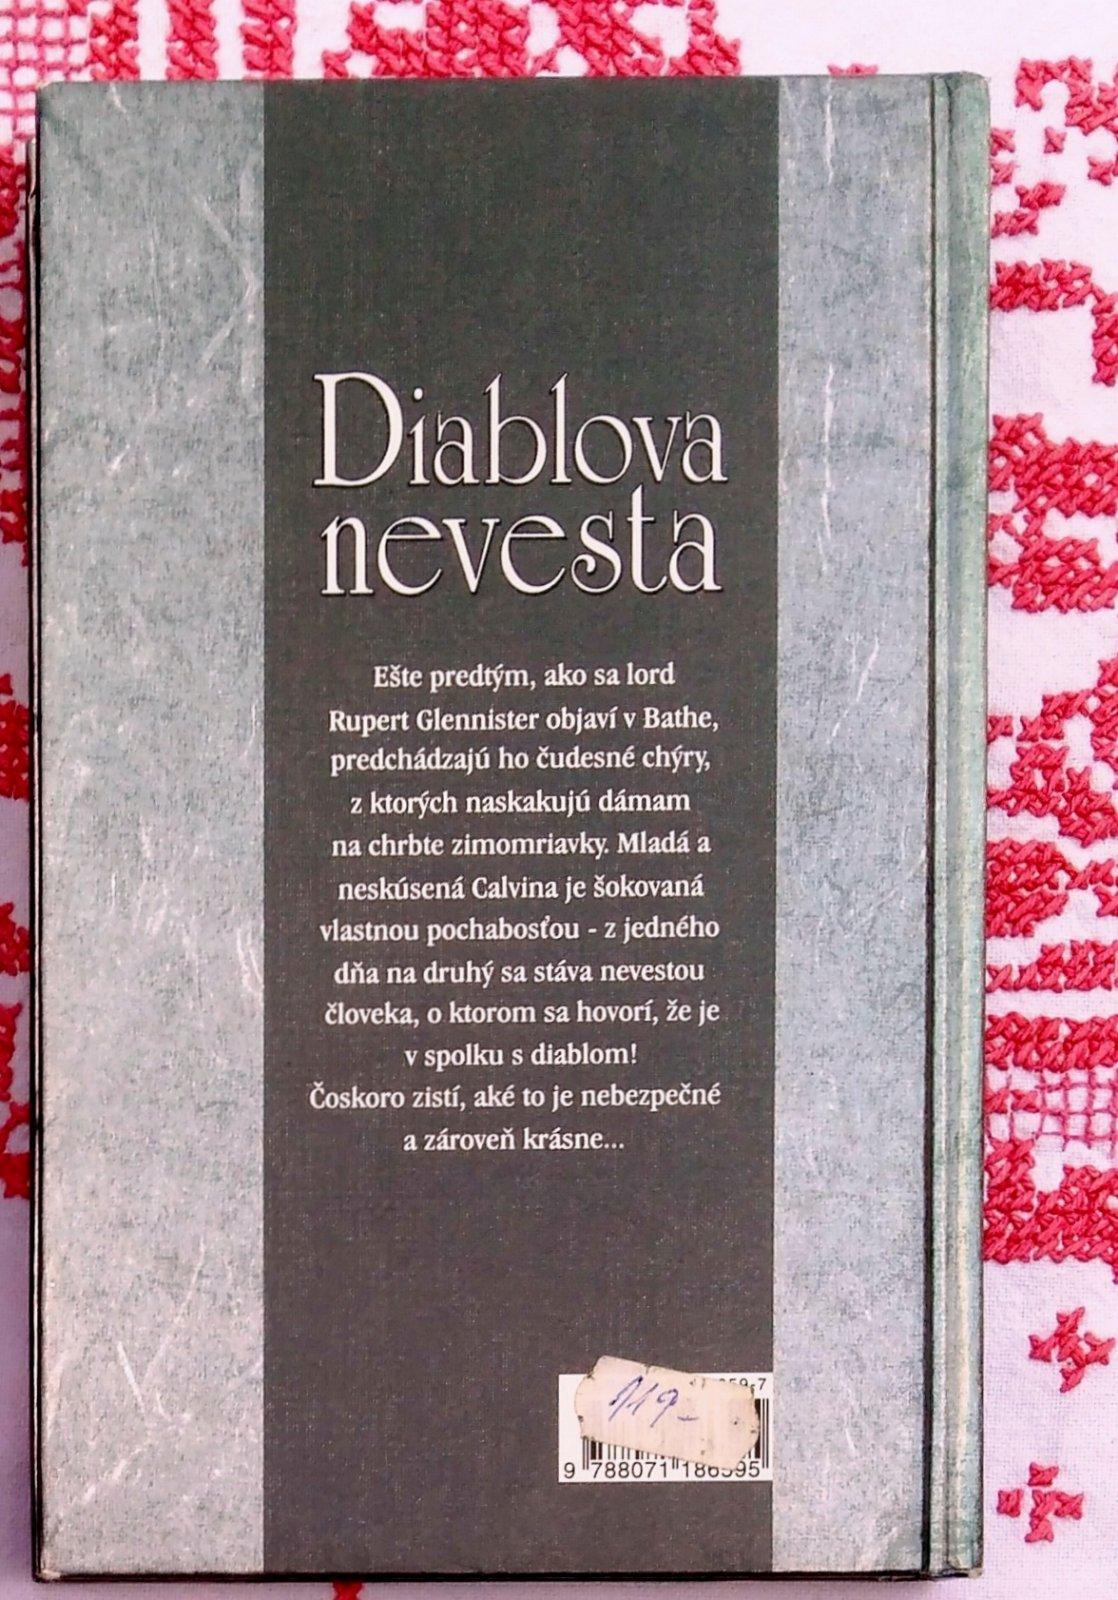 Diablova
nevesta
Ešte predtým, ako sa lord
Rupert Glennister objaví v Bathe,
predchádzajú ho čudesné chýry,
z ktorých naskakujú dámam
na chrbte zimomriavky. Mladá a
neskúsená Calvina je šokovaná
vlastnou pochabosťou - z jedného
dňa na druhý sa stáva nevestou
človeka, o ktorom sa hovorí, že je
v spolku s diablom!
Čoskoro zistí, aké to je nebezpečné
a zároveň krásne...
119-
9 788071 186595